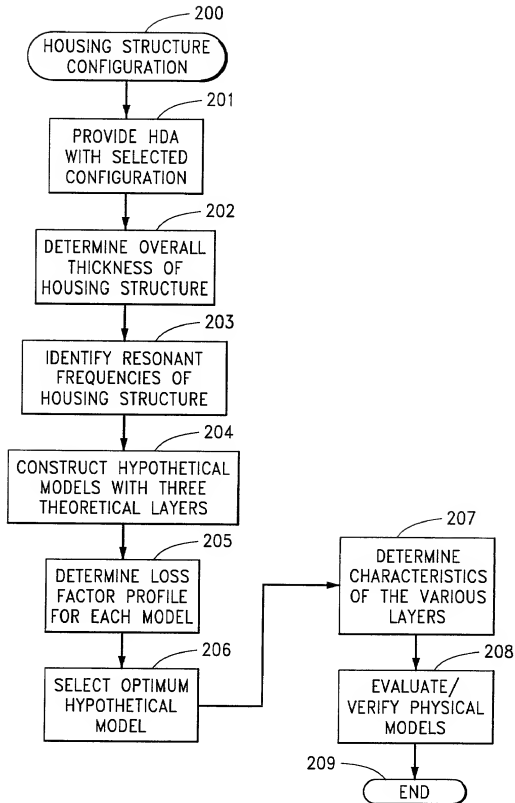 200
HOUSING STRUCTURE
CONFIGURATION
201
PROVIDE HDA
WITH SELECTED
CONFIGURATION
202
DETERMINE OVERALL
THICKNESS OF
HOUSING STRUCTURE
203
IDENTIFY RESONANT
FREQUENCIES OF
HOUSING STRUCTURE
204
CONSTRUCT HYPOTHETICAL
MODELS WITH THREE
THEORETICAL LAYERS
205
DETERMINE LOSS
FACTOR PROFILE
FOR EACH MODEL
206
SELECT OPTIMUM
HYPOTHETICAL
MODEL
207
DETERMINE
CHARACTERISTICS
OF THE VARIOUS
LAYERS
208
EVALUATE/
VERIFY PHYSICAL
MODELS
209
END